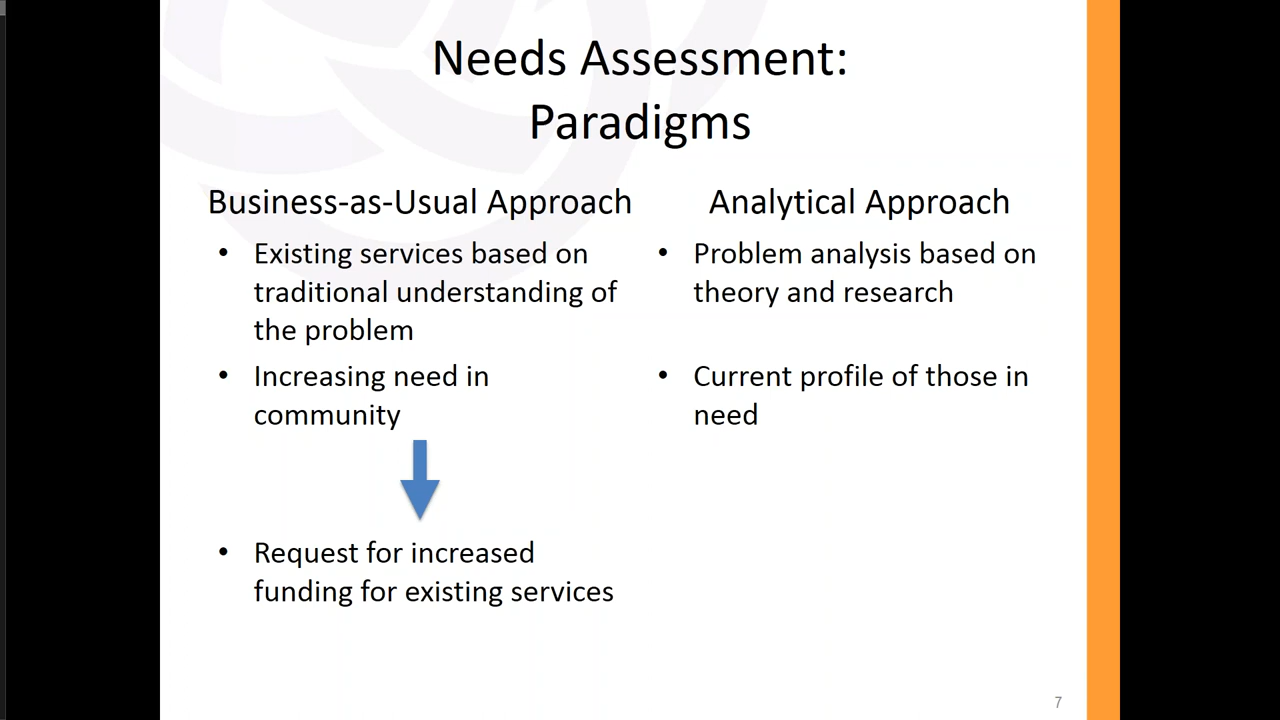 Needs Assessment:
Paradigms
Business-as-Usual Approach
• Existing services based on
traditional understanding of
the problem
• Increasing need in
community
• Request for increased
funding for existing services
Analytical Approach
• Problem analysis based on
theory and research
• Current profile of those in
need
7